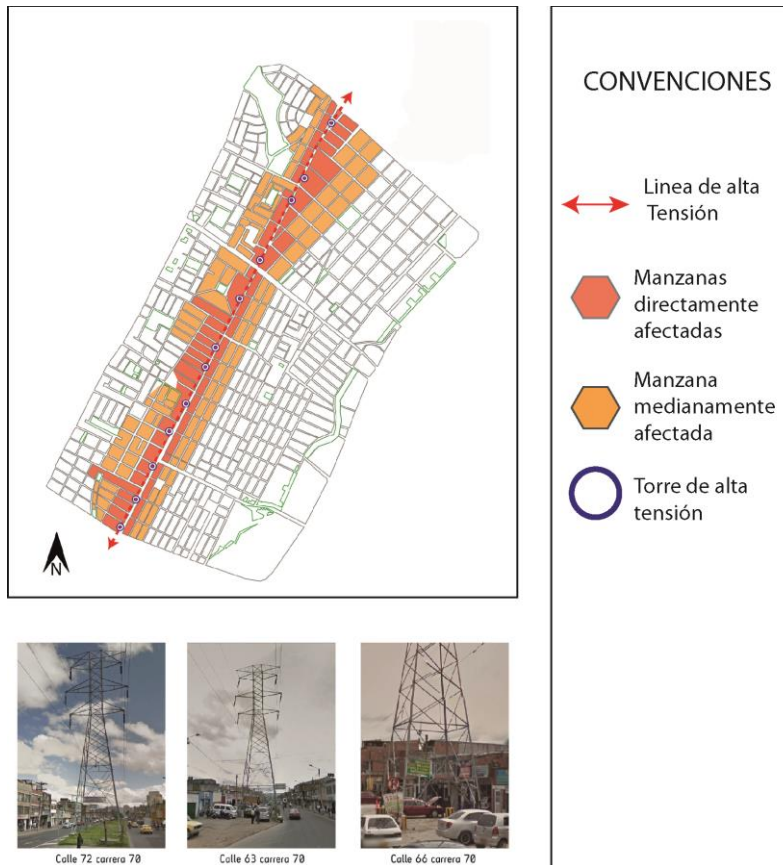 CONVENCIONES
Linea de alta
Tensión
Manzanas
directamente
afectadas
Manzana
medianamente
afectada
Torre de alta
tensión
N
Calle 72 carrera 70
Calle 63 carrera 70
Calle 66 carrera 70